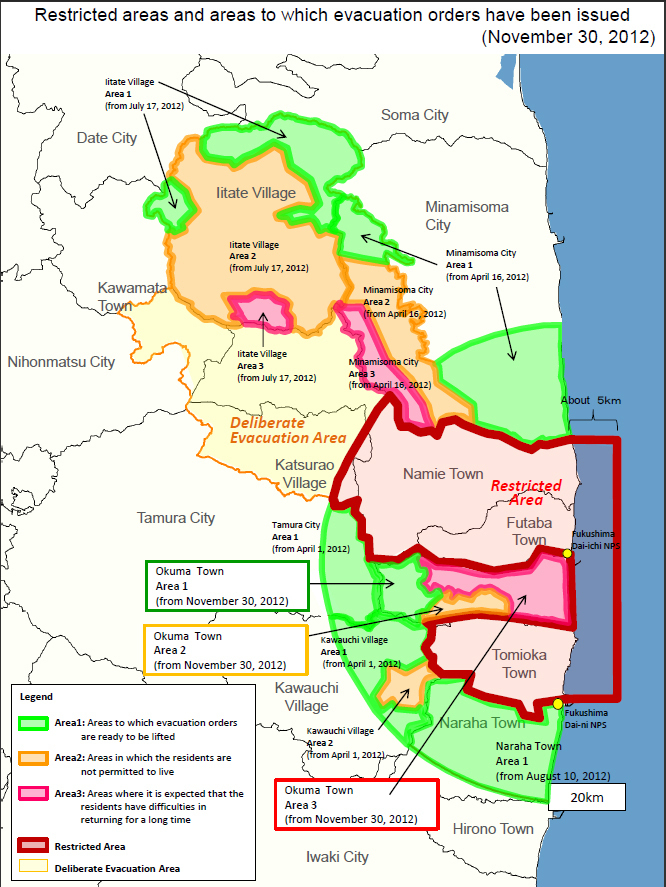 Restricted areas and areas to which evacuation orders have been issued
(November 30, 2012)
Iitate Village
Area 1
(from July 17, 2012)
Soma City
Date City
Iitate Village
Minamisoma
City
Iitate Village
Area 2
(from July 17, 2012)
Minamisoma City
Area 1
(from April 16, 2012)
Kawamata
Town
Minamisoma City
Area 2
(from April 16, 2012)
Nihonmatsu City
Iitate Village
Area 3
(from July 17, 2012)
Minamisoma City
Area 3
(from April 16, 2012)
About 5km
Deliberate
Evacuation Area
Katsurao
Village
Namie Town
Restricted
Area
Tamura City
Tamura City
Area 1
(from April 1, 2012)
Futaba
Town
Fukushima
Dai-ichi NPS
Okuma Town
Area 1
(from November 30, 2012)
Okuma Town
Area 2
(from November 30, 2012)
Kawauchi Village
Area 1
(from April 1, 2012)
Tomioka
Town
Kawauchi
Village
Kawauchi Village
Area 2
(from April 1, 2012)
Naraha Town
Fukushima
Dai-ni NPS
Naraha Town
Area 1
(from August 10, 2012)
Okuma Town
Area 3
(from November 30, 2012)
20km
Hirono Town
Iwaki City
Legend
Area1: Areas to which evacuation orders
are ready to be lifted
Area2: Areas in which the residents are
not permitted to live
Area3: Areas where it is expected that the
residents have difficulties in
returning for a long time
Restricted Area
Deliberate Evacuation Area